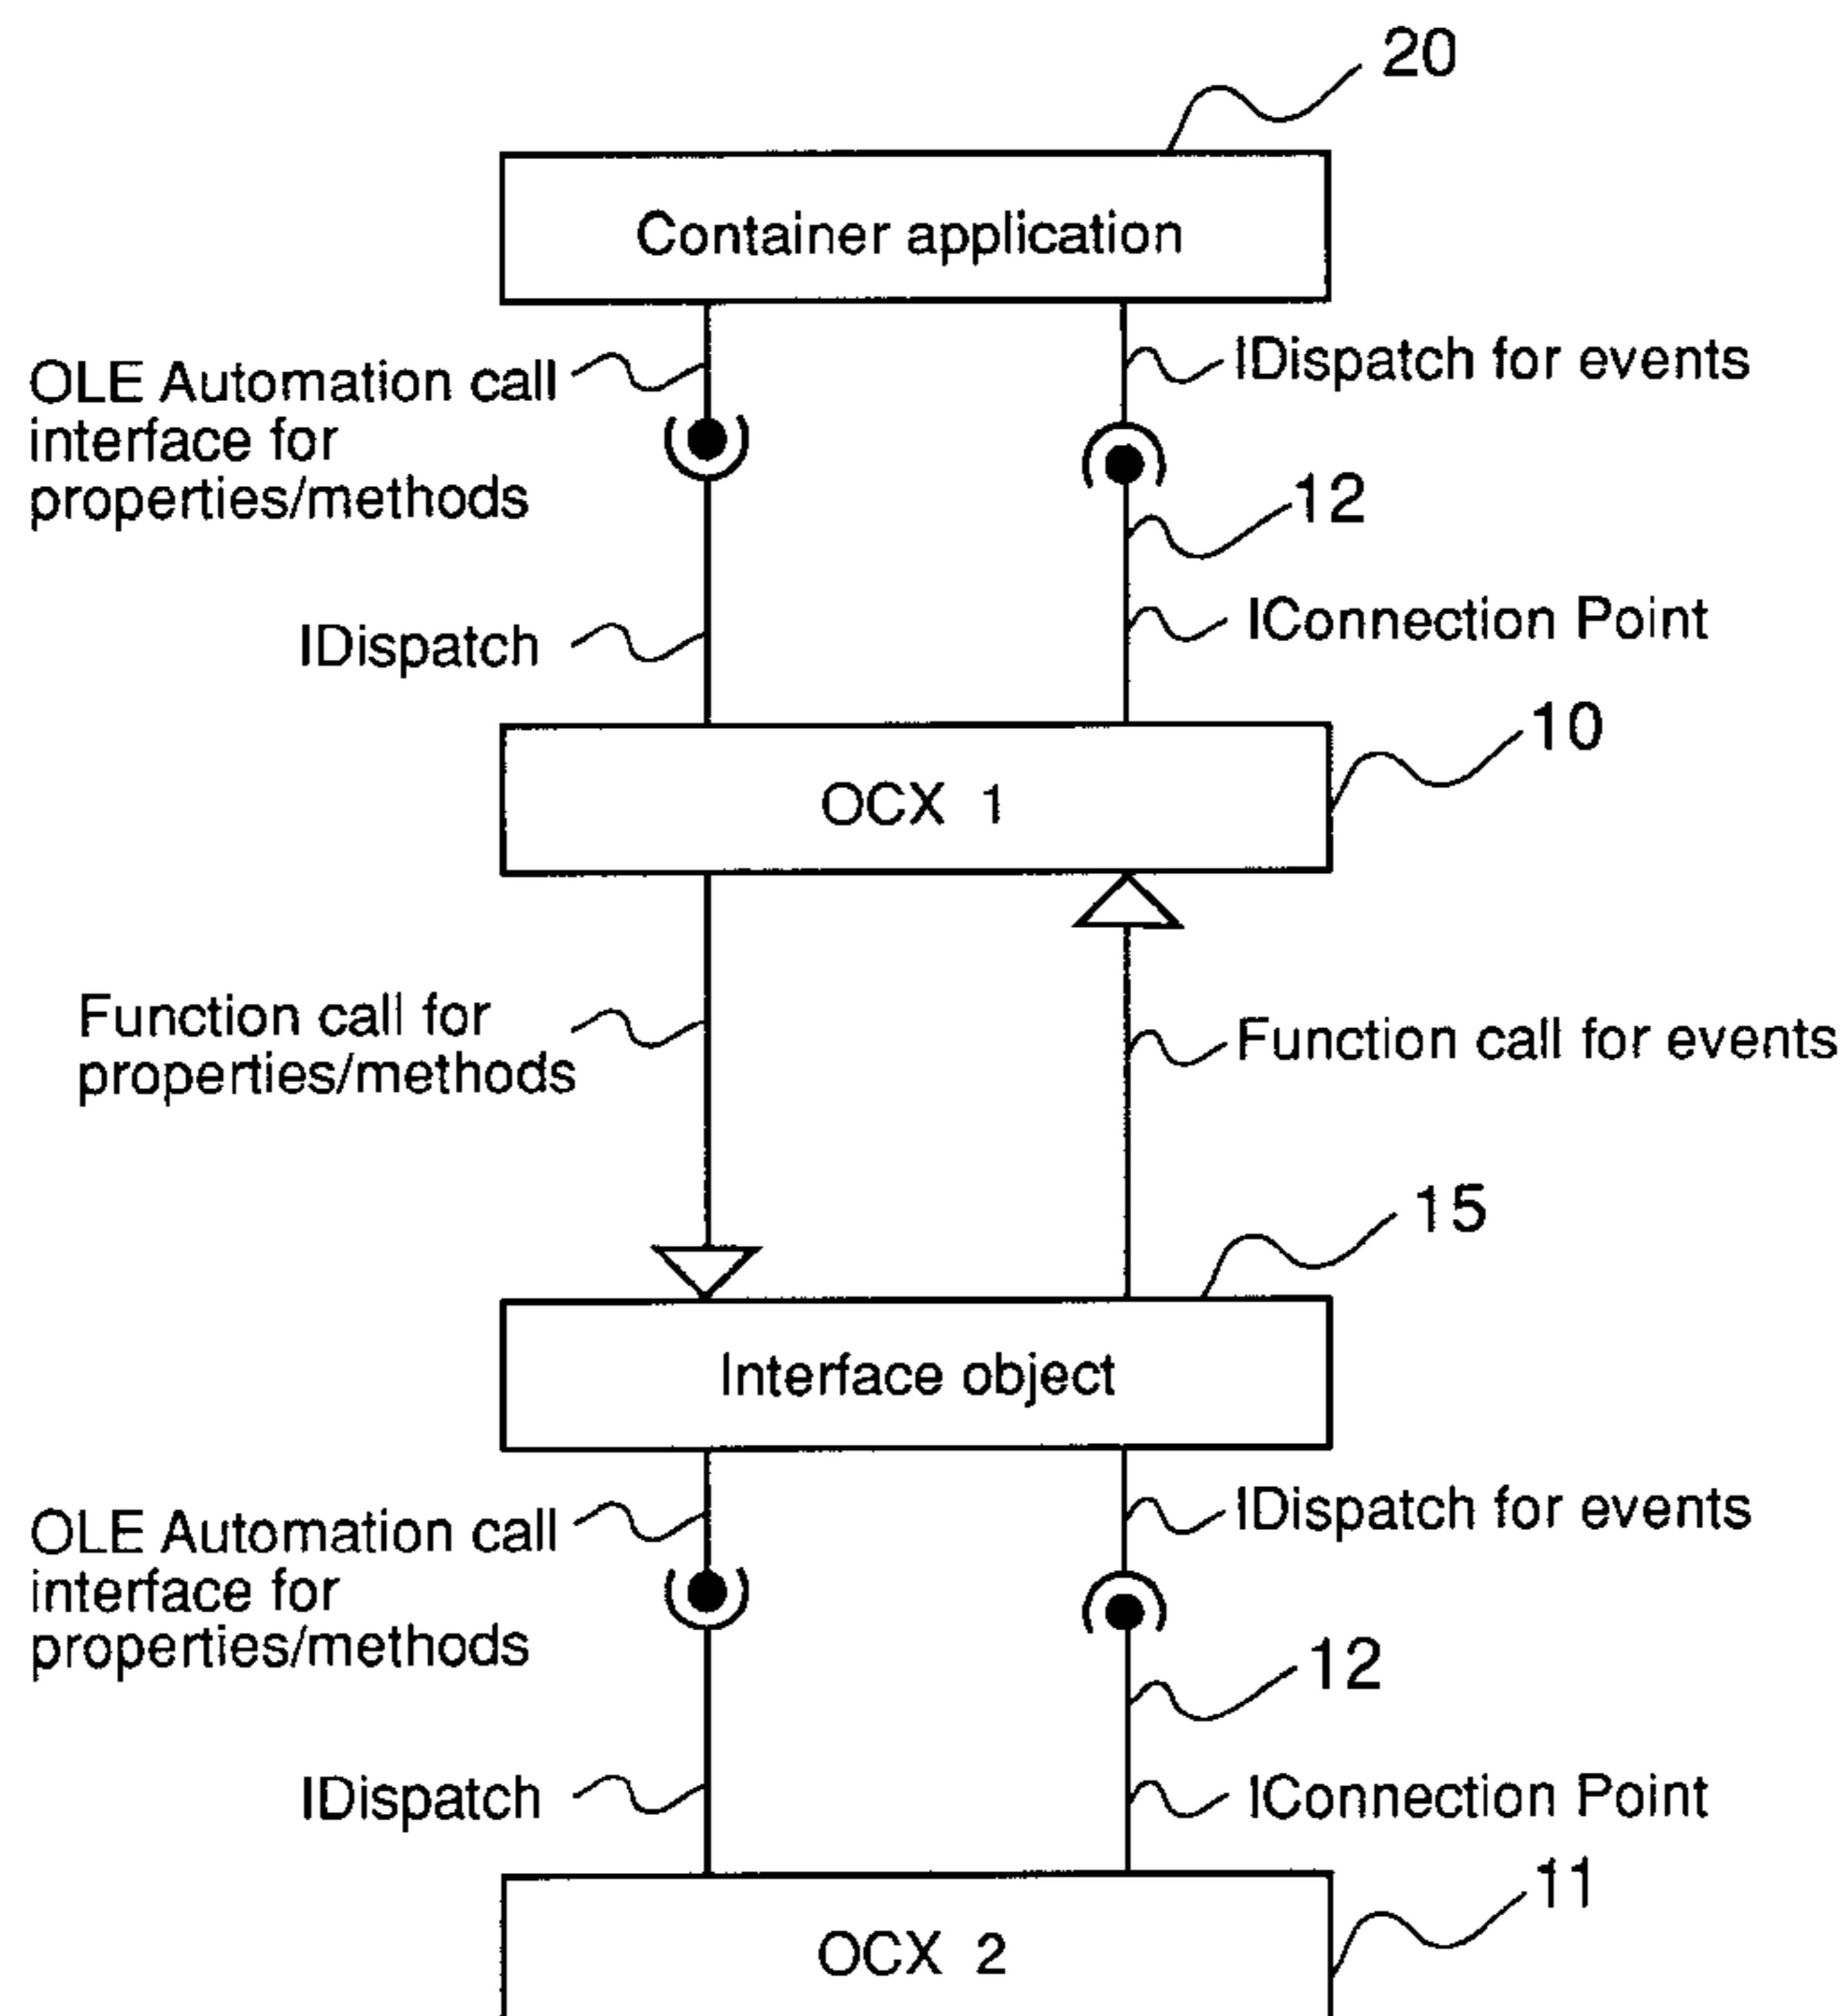 20
Container application
OLE Automation call
interface for
properties/methods
IDispatch for events
12
IDispatch
IConnection Point
10
OCX 1
Function call for
properties/methods
Function call for events
15
Interface object
OLE Automation call
interface for
properties/methods
IDispatch for events
12
IDispatch
IConnection Point
11
OCX 2